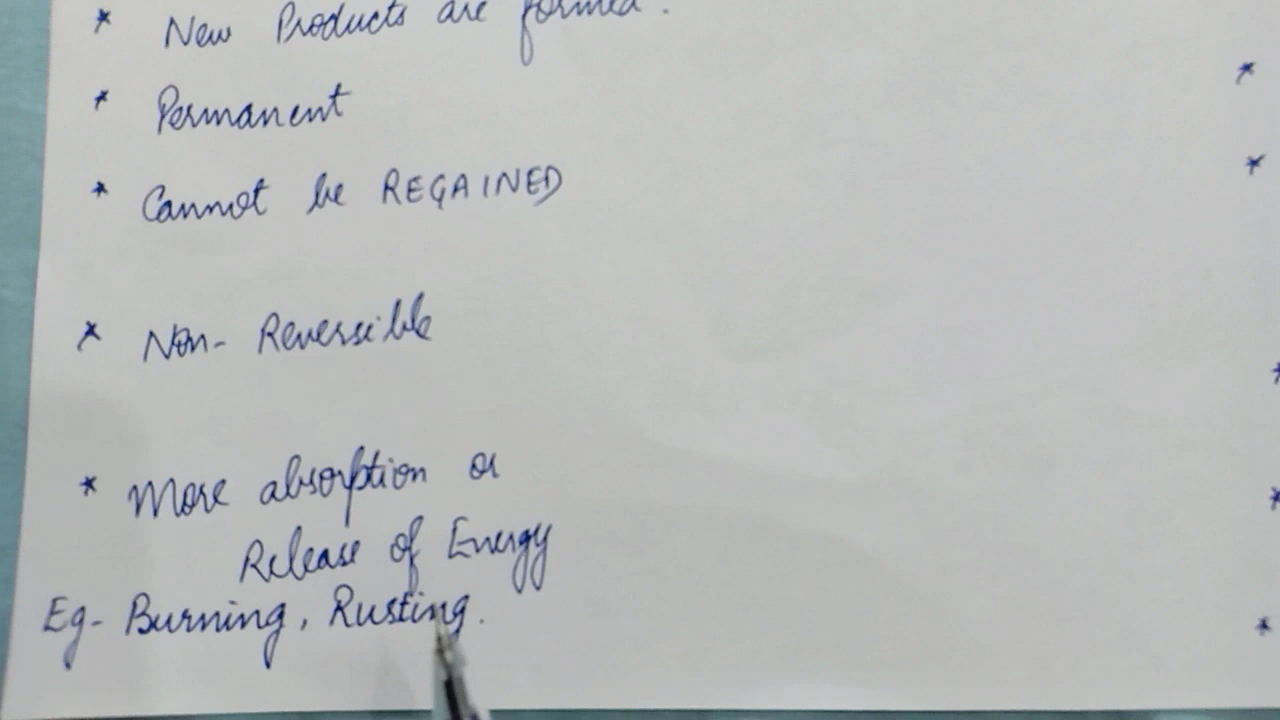 * New Products are formed.
* Permanent
* Cannot be REGAINED
* Non-Reversible
* More absorption or
Release of Energy
Eg- Burning, Rusting.